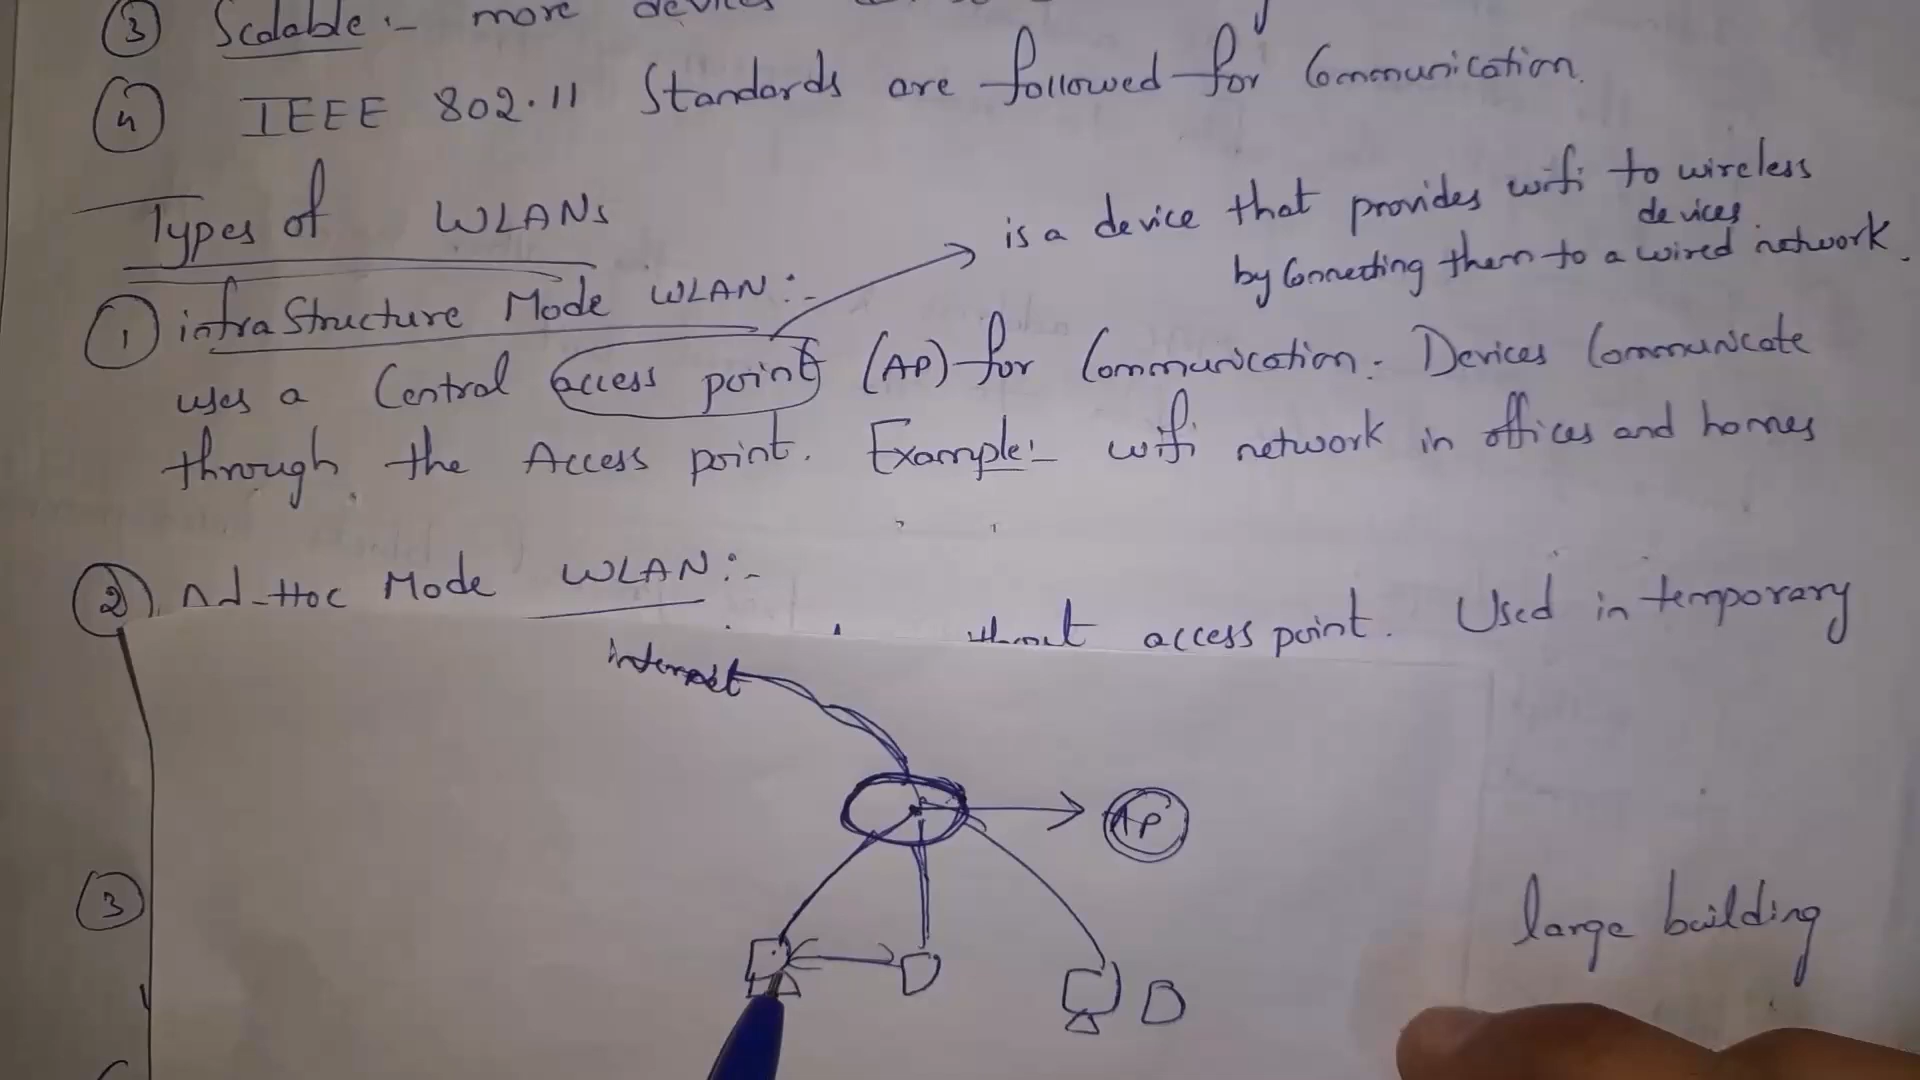 ③ Scalable :- more devices
④ IEEE 802.11 Standards are followed for Communication.
Types of WLANs
is a device that provides wifi to wireless
devices
by Connecting them to a wired network.
① infraStructure Mode WLAN :-
uses a Central access point (AP) for Communication. Devices Communicate
through the Access point. Example:- wifi network in offices and homes
② Ad-Hoc Mode WLAN :-
access point. Used in temporary
internet
AP
③ large building